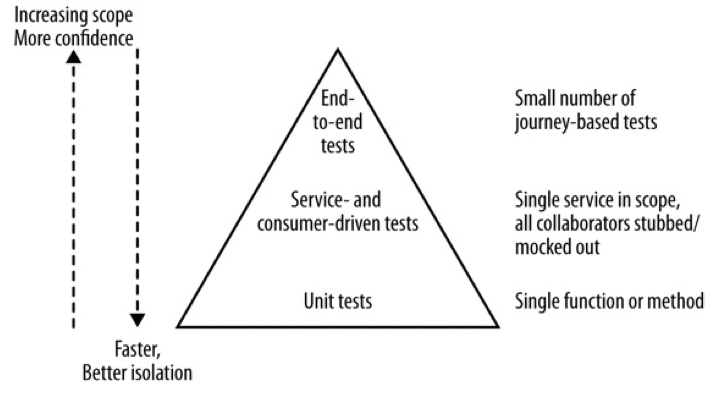 Increasing scope
More confidence
End-
to-end
tests
Small number of
journey-based tests
Service- and
consumer-driven tests
Single service in scope,
all collaborators stubbed/
mocked out
Unit tests
Single function or method
Faster,
Better isolation